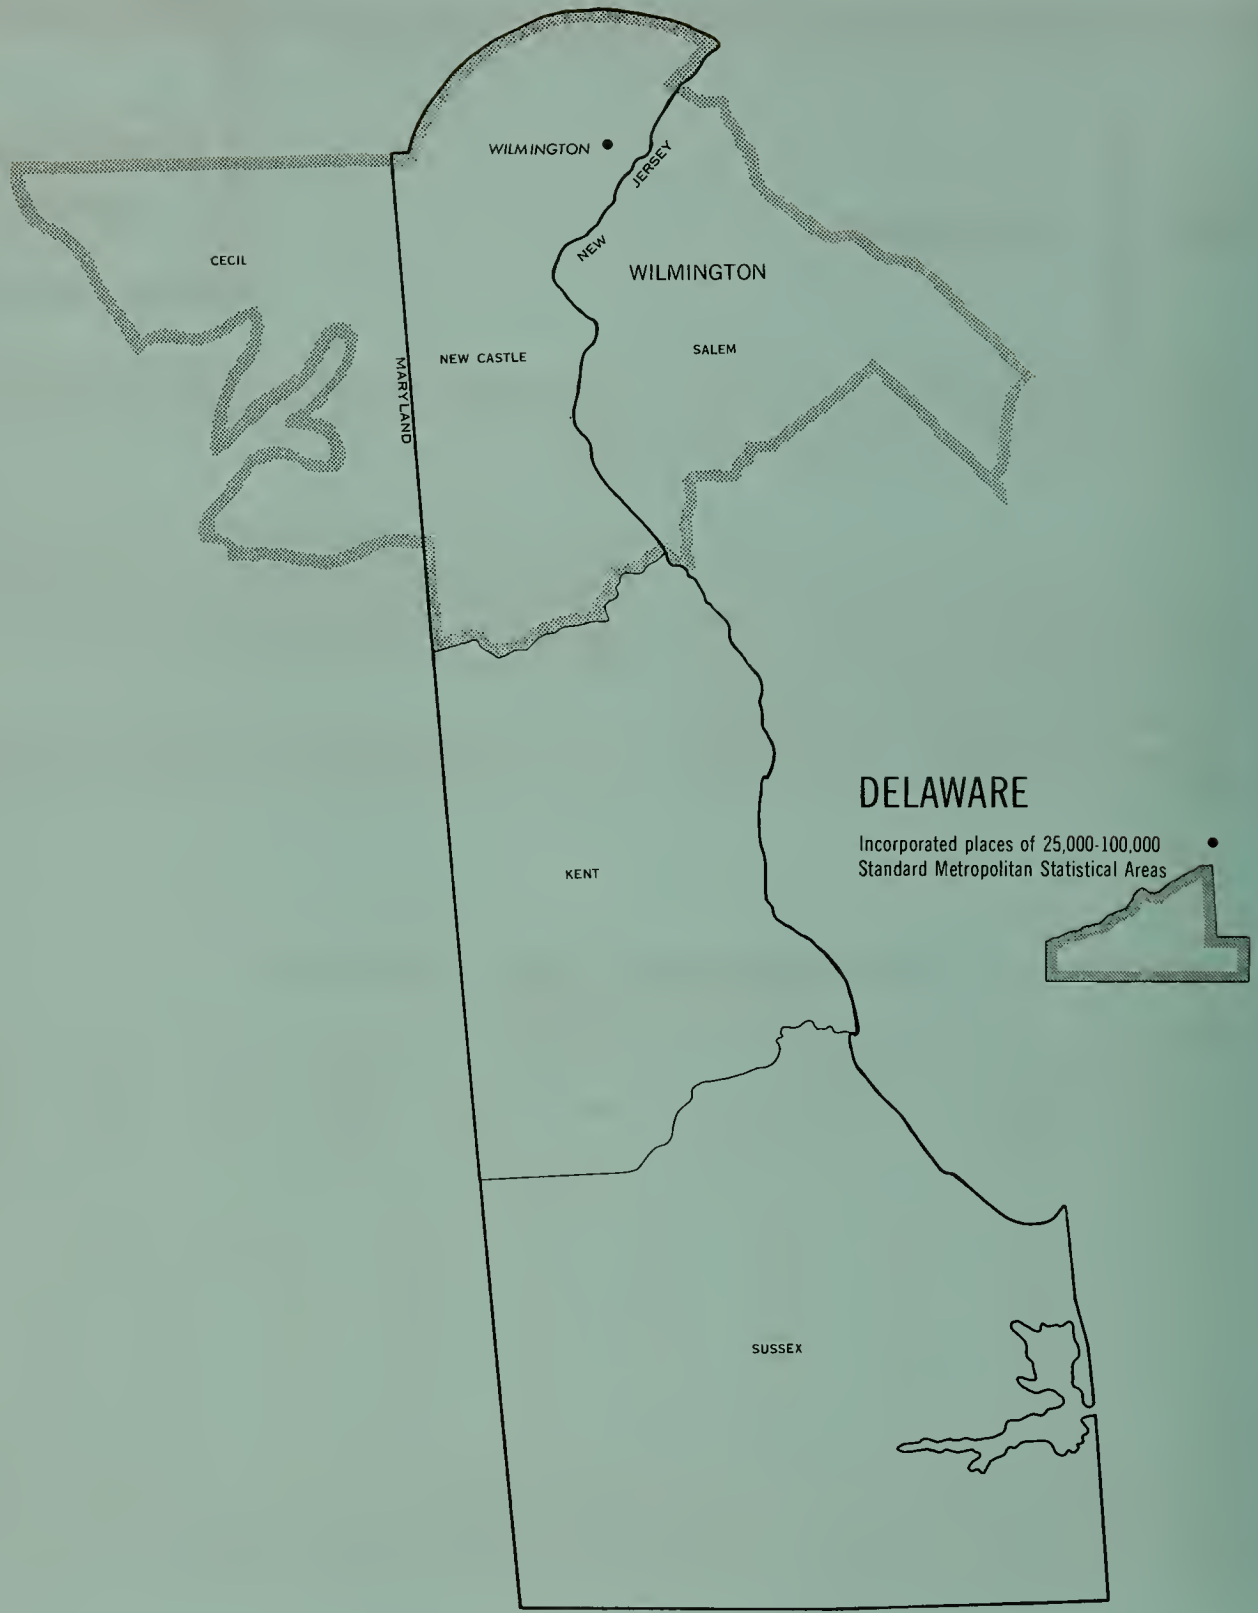 WILMINGTON
NEW JERSEY
CECIL
WILMINGTON
MARYLAND
NEW CASTLE
SALEM
DELAWARE
Incorporated places of 25,000-100,000
Standard Metropolitan Statistical Areas
KENT
SUSSEX